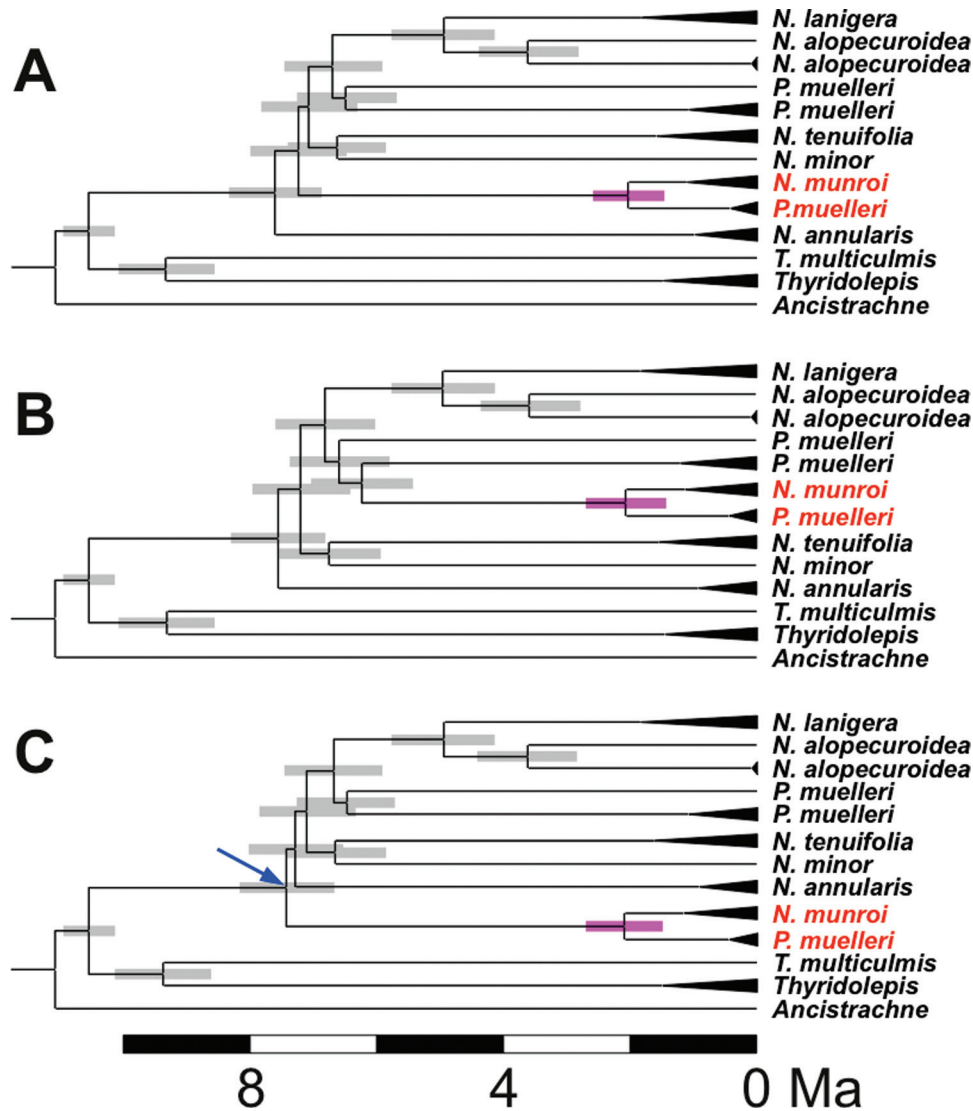 A
N. lanigera
N. alopecuroidea
N. alopecuroidea
P. muelleri
P. muelleri
N. tenuifolia
N. minor
N. munroi
P.muelleri
N. annularis
T. multiculmis
Thyridolepis
Ancistrachne
B
N. lanigera
N. alopecuroidea
N. alopecuroidea
P. muelleri
P. muelleri
N. munroi
P. muelleri
N. tenuifolia
N. minor
N. annularis
T. multiculmis
Thyridolepis
Ancistrachne
C
N. lanigera
N. alopecuroidea
N. alopecuroidea
P. muelleri
P. muelleri
N. tenuifolia
N. minor
N. annularis
N. munroi
P. muelleri
T. multiculmis
Thyridolepis
Ancistrachne
8 4 0 Ma